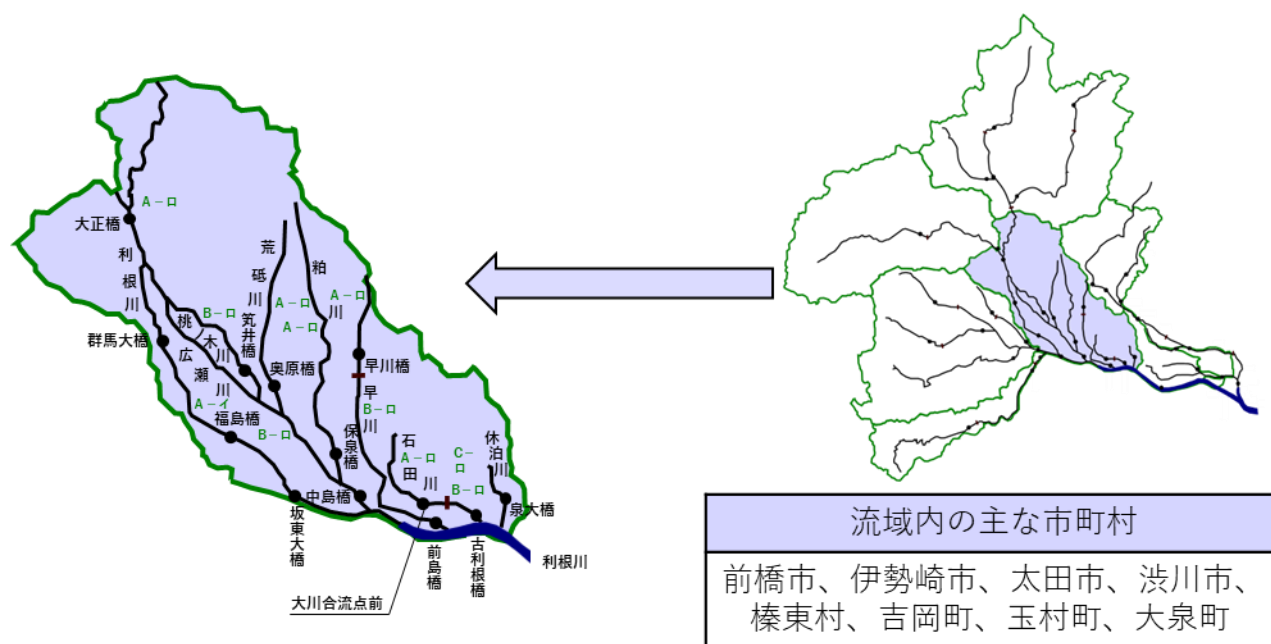 A-ロ
大正橋
利根川
荒砥川
粕川
A-ロ
A-ロ
A-ロ
B-ロ
桃木川
笂井橋
群馬大橋
広瀬川
奥原橋
早川橋
早川
A-イ
福島橋
B-ロ
B-ロ
保泉橋
石田川
A-ロ
C-ロ
休泊川
B-ロ
中島橋
坂東大橋
泉大橋
前島橋
古利根橋
利根川
大川合流点前
流域内の主な市町村
前橋市、伊勢崎市、太田市、渋川市、
榛東村、吉岡町、玉村町、大泉町